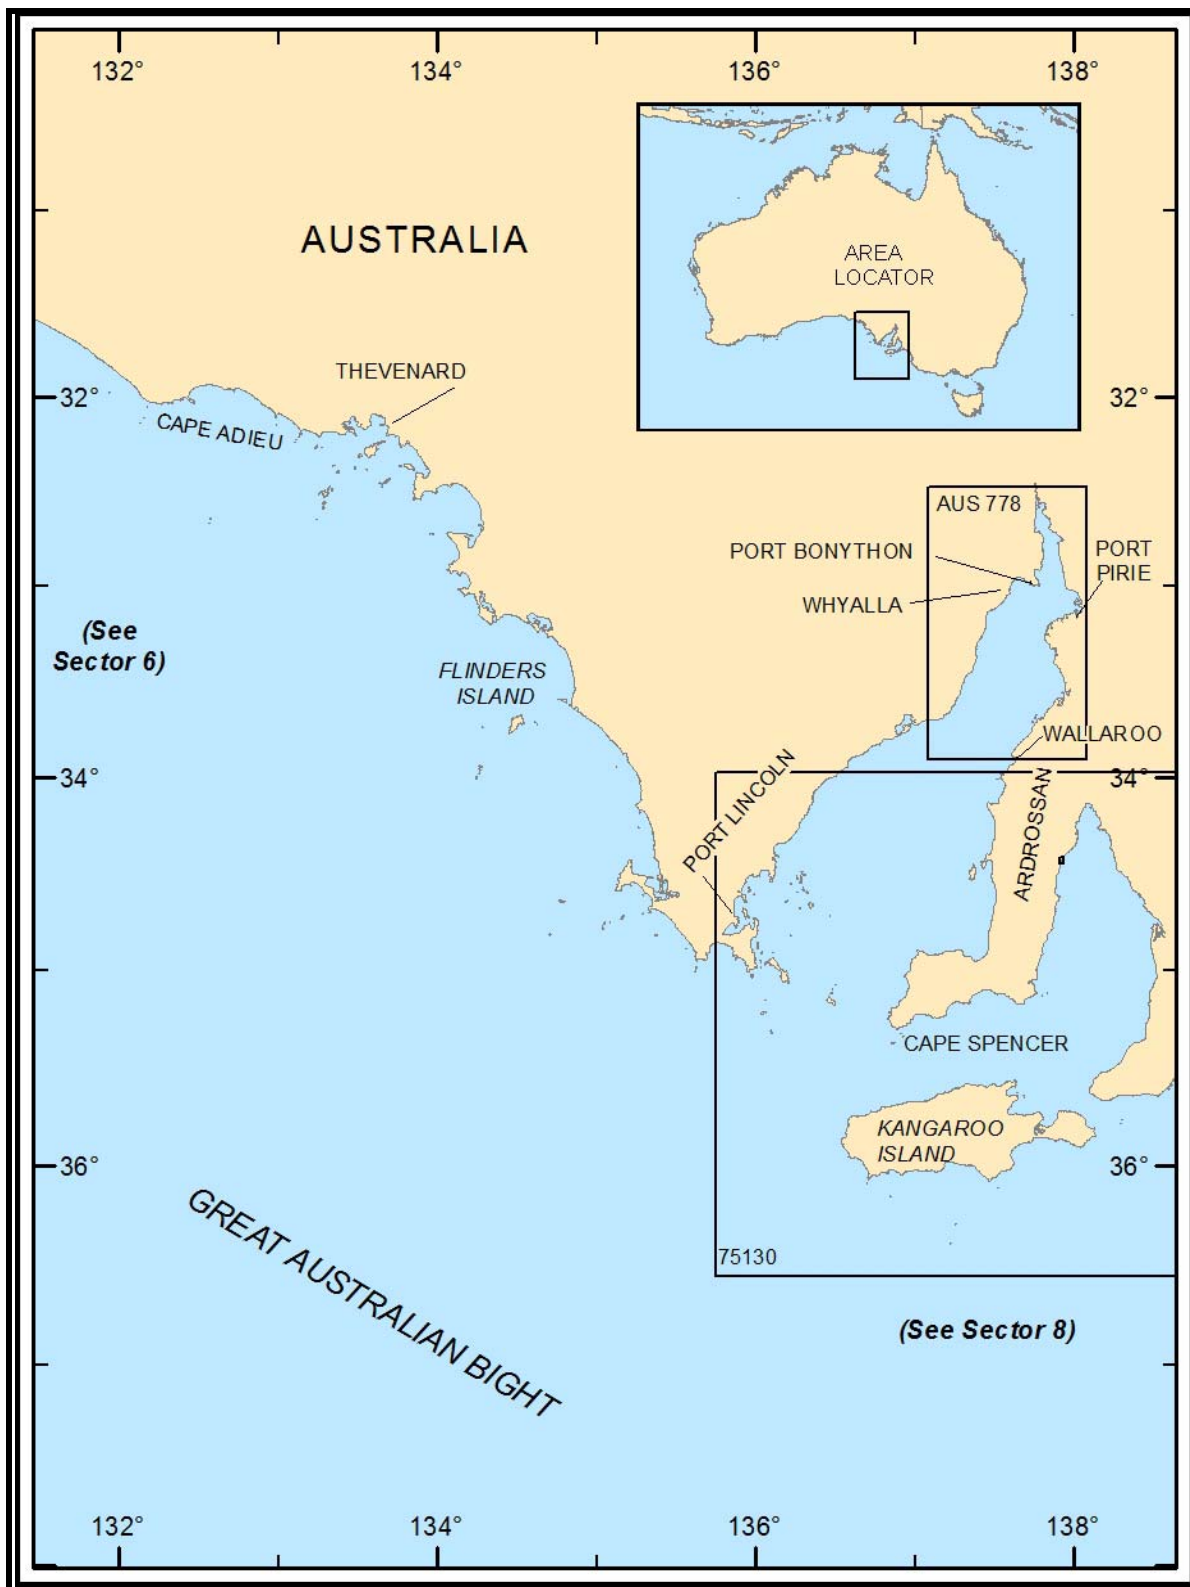 132°
134°
136°
138°
AUSTRALIA
AREA
LOCATOR
THEVENARD
32°
32°
CAPE ADIEU
AUS 778
PORT BONYTHON
PORT
PIRIE
WHYALLA
(See
Sector 6)
FLINDERS
ISLAND
WALLAROO
34°
34°
PORT LINCOLN
ARDROSSAN
CAPE SPENCER
KANGAROO
ISLAND
36°
36°
GREAT AUSTRALIAN BIGHT
75130
(See Sector 8)
132°
134°
136°
138°